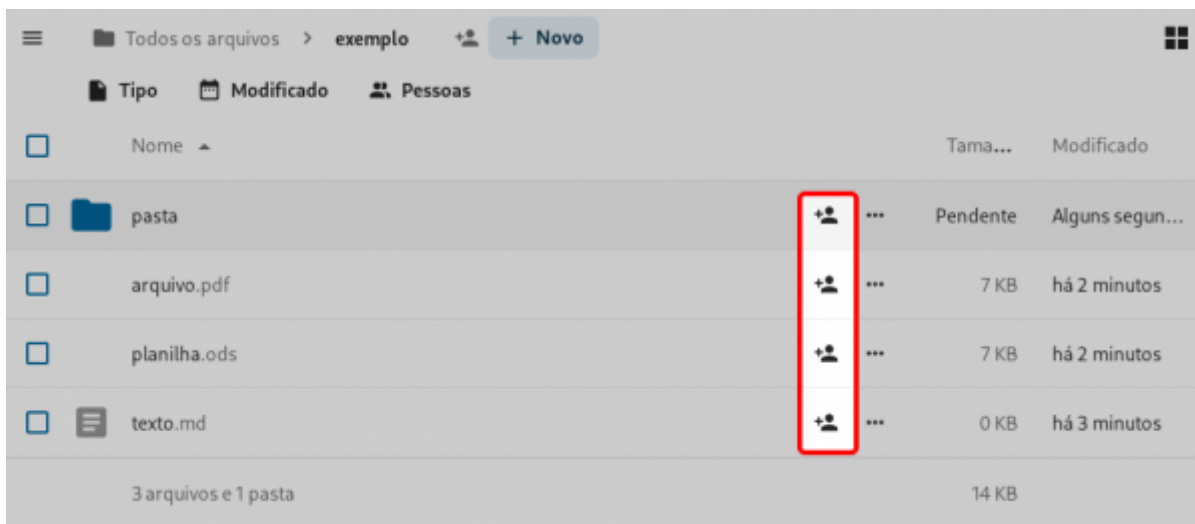 Todos os arquivos > exemplo + Novo
Tipo Modificado Pessoas
Nome Tama... Modificado
pasta Pendente Alguns segun...
arquivo.pdf 7 KB há 2 minutos
planilha.ods 7 KB há 2 minutos
texto.md 0 KB há 3 minutos
3 arquivos e 1 pasta 14 KB